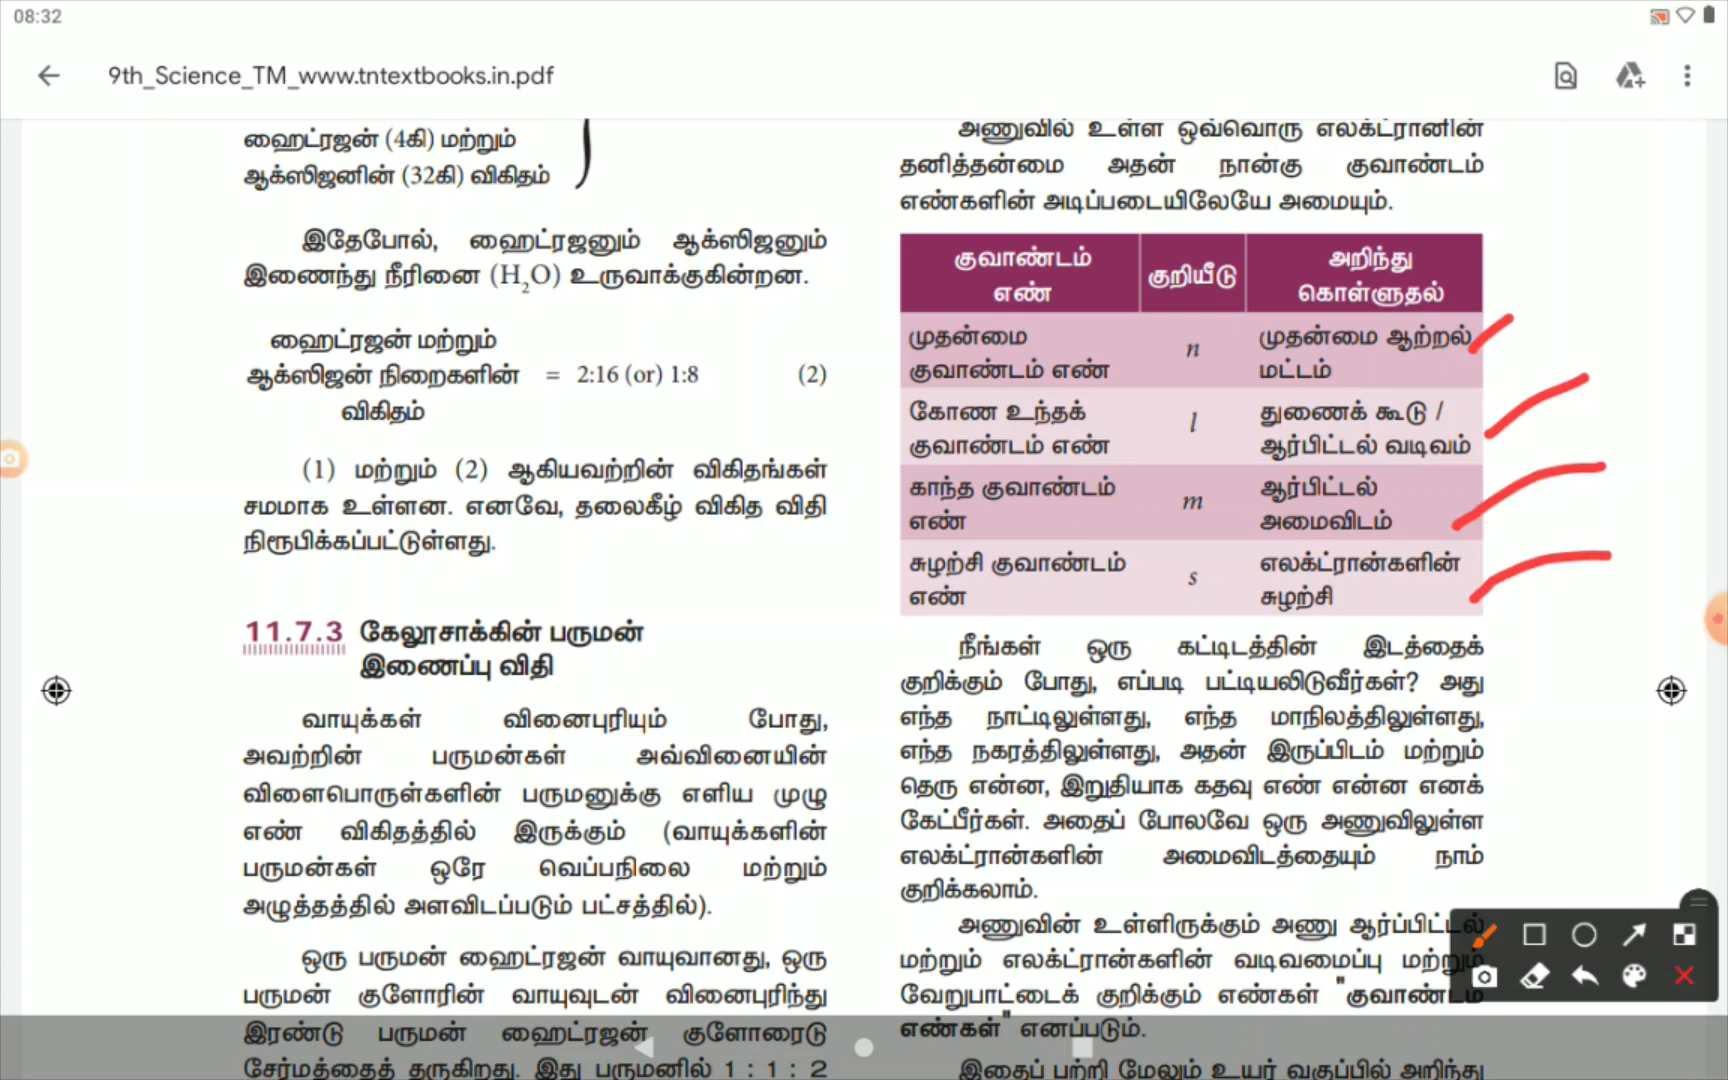 08:32
9th_Science_TM_www.tntextbooks.in.pdf
ஹைட்ரஜன் (4கி) மற்றும்
ஆக்ஸிஜனின் (32கி) விகிதம்
இதேபோல், ஹைட்ரஜனும் ஆக்ஸிஜனும்
இணைந்து நீரினை (H₂O) உருவாக்குகின்றன.
ஹைட்ரஜன் மற்றும்
ஆக்ஸிஜன் நிறைகளின் = 2:16 (or) 1:8 (2)
விகிதம்
(1) மற்றும் (2) ஆகியவற்றின் விகிதங்கள்
சமமாக உள்ளன. எனவே, தலைகீழ் விகித விதி
நிரூபிக்கப்பட்டுள்ளது.
11.7.3 கேலூசாக்கின் பருமன்
இணைப்பு விதி
வாயுக்கள் வினைபுரியும் போது,
அவற்றின் பருமன்கள் அவ்வினையின்
விளைபொருள்களின் பருமனுக்கு எளிய முழு
எண் விகிதத்தில் இருக்கும் (வாயுக்களின்
பருமன்கள் ஒரே வெப்பநிலை மற்றும்
அழுத்தத்தில் அளவிடப்படும் பட்சத்தில்).
ஒரு பருமன் ஹைட்ரஜன் வாயுவானது, ஒரு
பருமன் குளோரின் வாயுவுடன் வினைபுரிந்து
இரண்டு பருமன் ஹைட்ரஜன் குளோரைடு
சேர்மத்தைத் தருகிறது. இது பருமனில் 1 : 1 : 2
அணுவில் உள்ள ஒவ்வொரு எலக்ட்ரானின்
தனித்தன்மை அதன் நான்கு குவாண்டம்
எண்களின் அடிப்படையிலேயே அமையும்.
குவாண்டம் எண் குறியீடு அறிந்து கொள்ளுதல்
முதன்மை குவாண்டம் எண் n முதன்மை ஆற்றல் மட்டம்
கோண உந்தக் குவாண்டம் எண் l துணைக் கூடு / ஆர்பிட்டல் வடிவம்
காந்த குவாண்டம் எண் m ஆர்பிட்டல் அமைவிடம்
சுழற்சி குவாண்டம் எண் s எலக்ட்ரான்களின் சுழற்சி
நீங்கள் ஒரு கட்டிடத்தின் இடத்தைக்
குறிக்கும் போது, எப்படி பட்டியலிடுவீர்கள்? அது
எந்த நாட்டிலுள்ளது, எந்த மாநிலத்திலுள்ளது,
எந்த நகரத்திலுள்ளது, அதன் இருப்பிடம் மற்றும்
தெரு என்ன, இறுதியாக கதவு எண் என்ன எனக்
கேட்பீர்கள். அதைப் போலவே ஒரு அணுவிலுள்ள
எலக்ட்ரான்களின் அமைவிடத்தையும் நாம்
குறிக்கலாம்.
அணுவின் உள்ளிருக்கும் அணு ஆர்ப்பிட்டல்
மற்றும் எலக்ட்ரான்களின் வடிவமைப்பு மற்றும்
வேறுபாட்டைக் குறிக்கும் எண்கள் "குவாண்டம்
எண்கள்" எனப்படும்.
இதைப் பற்றி மேலும் உயர் வகுப்பில் அறிந்து